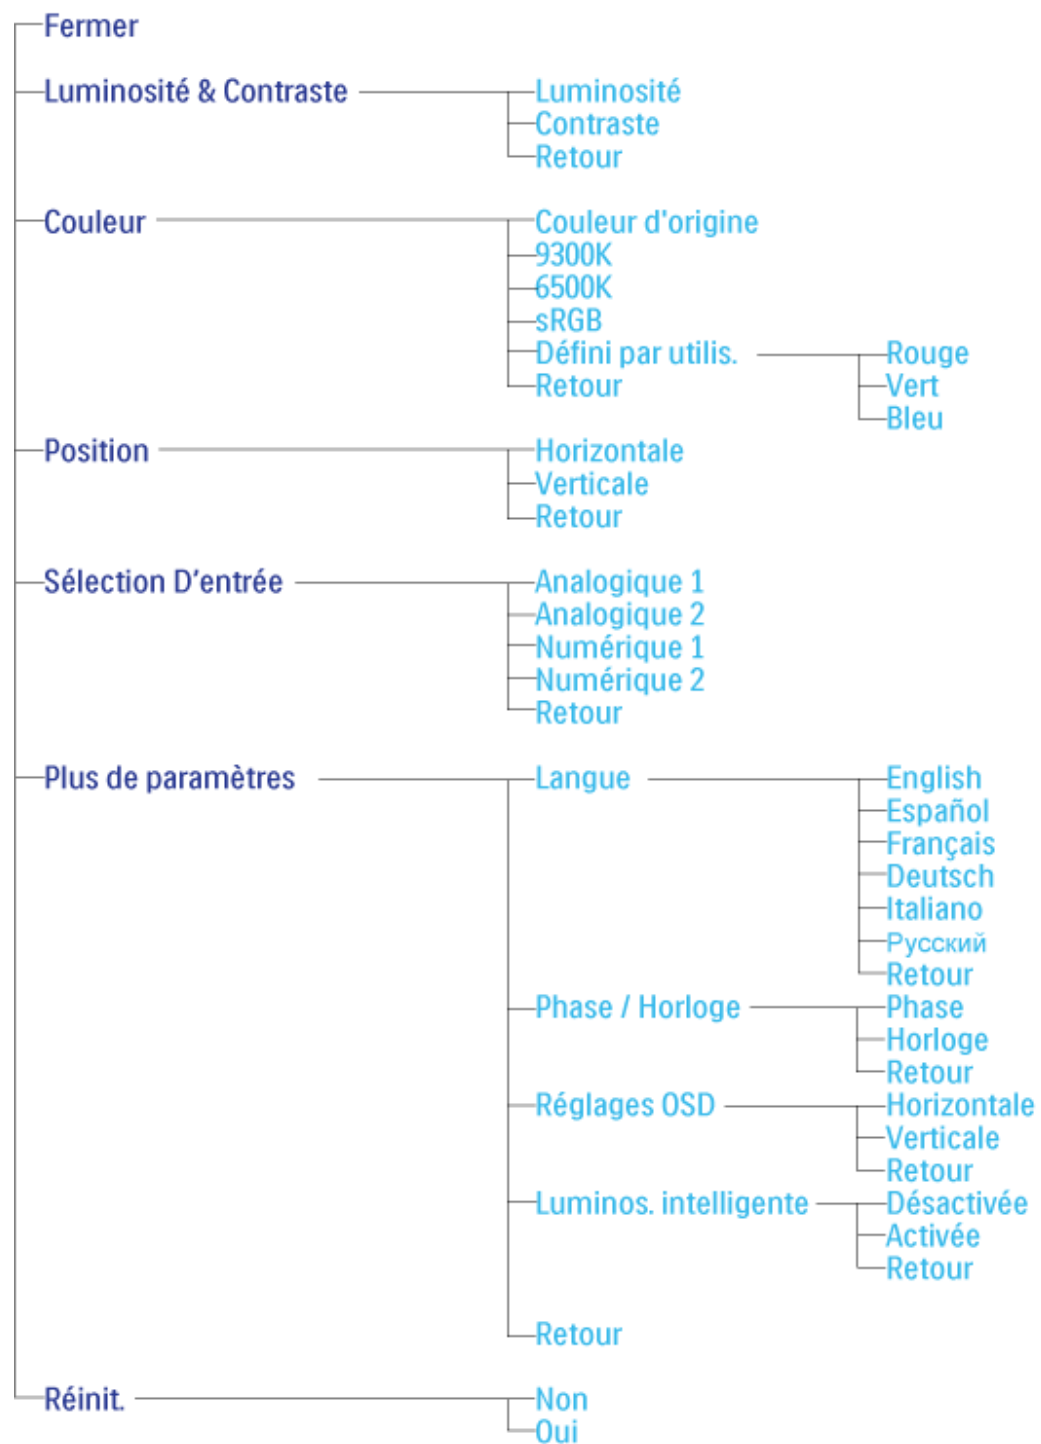 Fermer
Luminosité & Contraste Luminosité
Contraste
Retour
Couleur Couleur d'origine
9300K
6500K
sRGB
Défini par utilis. Rouge
Retour Vert
Bleu
Position Horizontale
Verticale
Retour
Sélection D’entrée Analogique 1
Analogique 2
Numérique 1
Numérique 2
Retour
Plus de paramètres Langue English
Español
Français
Deutsch
Italiano
Русский
Retour
Phase / Horloge Phase
Horloge
Retour
Réglages OSD Horizontale
Verticale
Retour
Luminos. intelligente Désactivée
Activée
Retour
Retour
Réinit. Non
Oui